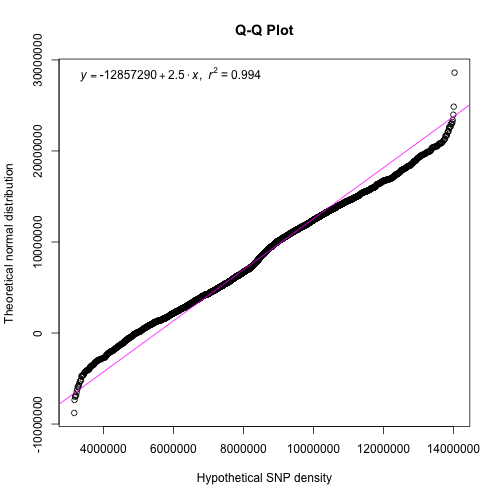 Q-Q Plot
y = -12857290 + 2.5 · x, r² = 0.994
30000000
20000000
10000000
0
-10000000
Theoretical normal distribution
4000000 6000000 8000000 10000000 12000000 14000000
Hypothetical SNP density